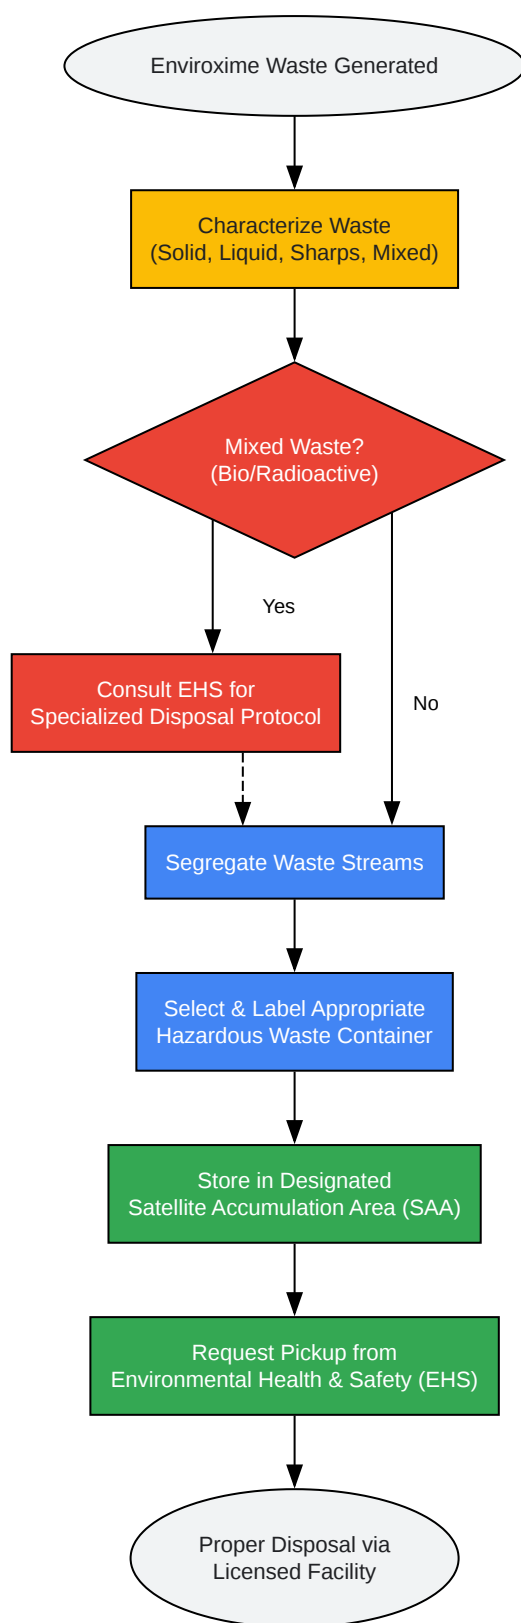 Enviroxime Waste Generated
Characterize Waste
(Solid, Liquid, Sharps, Mixed)
Mixed Waste?
(Bio/Radioactive)
Yes
Consult EHS for
Specialized Disposal Protocol
No
Segregate Waste Streams
Select & Label Appropriate
Hazardous Waste Container
Store in Designated
Satellite Accumulation Area (SAA)
Request Pickup from
Environmental Health & Safety (EHS)
Proper Disposal via
Licensed Facility